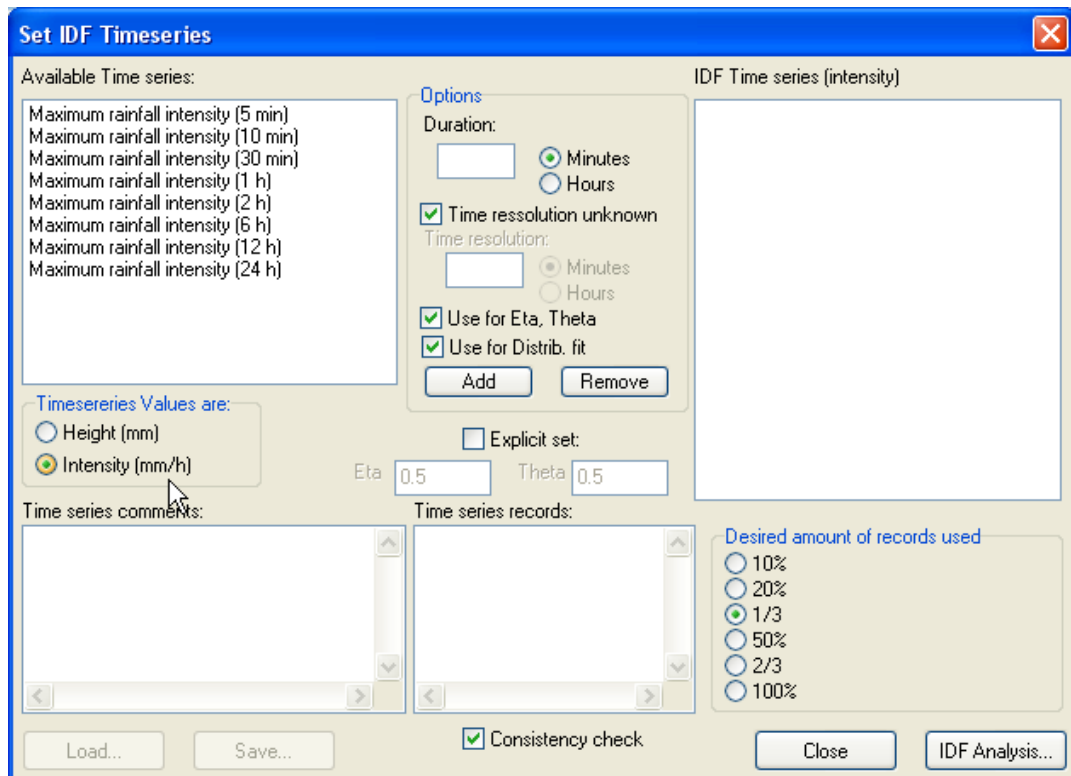 Set IDF Timeseries
Available Time series:
Maximum rainfall intensity (5 min)
Maximum rainfall intensity (10 min)
Maximum rainfall intensity (30 min)
Maximum rainfall intensity (1 h)
Maximum rainfall intensity (2 h)
Maximum rainfall intensity (6 h)
Maximum rainfall intensity (12 h)
Maximum rainfall intensity (24 h)
Options
Duration:
Minutes
Hours
Time ressolution unknown
Time resolution:
Minutes
Hours
Use for Eta, Theta
Use for Distrib. fit
Add Remove
IDF Time series (intensity)
Timesereries Values are:
Height (mm)
Intensity (mm/h)
Explicit set:
Eta 0.5 Theta 0.5
Time series comments:
Time series records:
Desired amount of records used
10%
20%
1/3
50%
2/3
100%
Load... Save...
Consistency check
Close IDF Analysis...